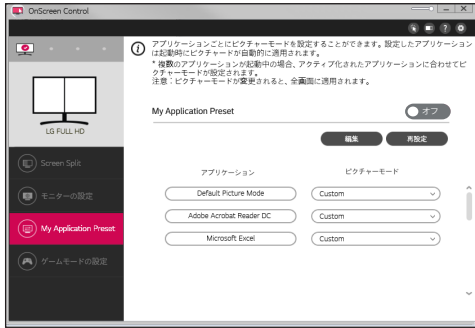 OnScreen Control
アプリケーションごとにピクチャーモードを設定することができます。設定したアプリケーション
は起動時にピクチャードが自動的に適用されます。
* 複数のアプリケーションが起動中の場合、アクティブ化されたアプリケーションに合わせてピ
クチャーモードが設定されます。
注意：ピクチャーモードが変更されると、全画面に適用されます。
LG FULL HD
Screen Split
モニターの設定
My Application Preset
ゲームモードの設定
My Application Preset
オフ
編集
再設定
アプリケーション
ピクチャーモード
Default Picture Mode
Custom
Adobe Acrobat Reader DC
Custom
Microsoft Excel
Custom